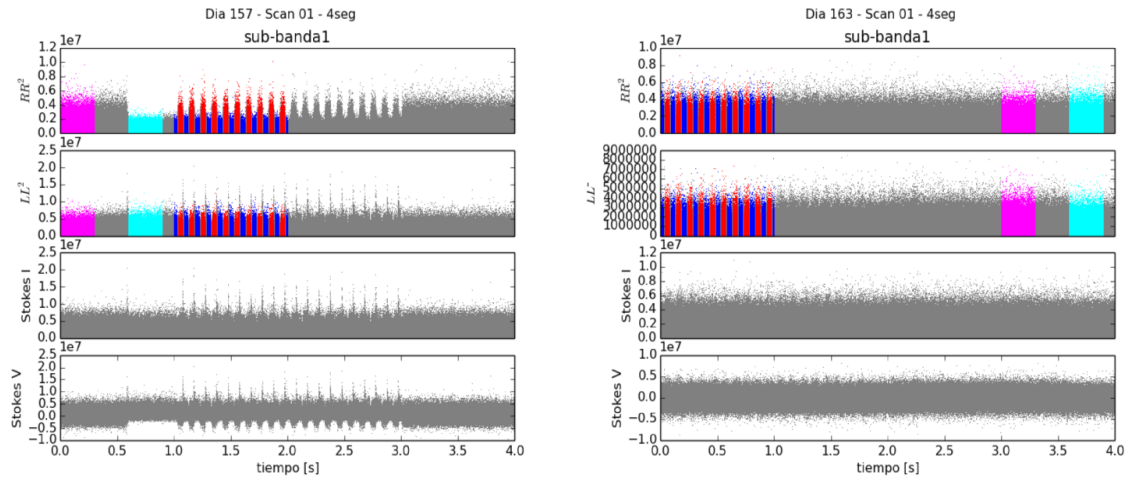 Dia 157 - Scan 01 - 4seg
sub-banda1
1e7
RR²
1.2
1.0
0.8
0.6
0.4
0.2
0.0
1e7
LL²
2.5
2.0
1.5
1.0
0.5
0.0
1e7
Stokes I
2.5
2.0
1.5
1.0
0.5
0.0
1e7
Stokes V
2.5
2.0
1.5
1.0
0.5
0.0
−0.5
−1.0
0.0 0.5 1.0 1.5 2.0 2.5 3.0 3.5 4.0
tiempo [s]
Dia 163 - Scan 01 - 4seg
sub-banda1
1e7
RR²
1.0
0.8
0.6
0.4
0.2
0.0
9000000
8000000
7000000
6000000
5000000
4000000
3000000
2000000
1000000
0
1e7
Stokes I
1.2
1.0
0.8
0.6
0.4
0.2
0.0
1e7
Stokes V
1.0
0.5
0.0
−0.5
−1.0
0.0 0.5 1.0 1.5 2.0 2.5 3.0 3.5 4.0
tiempo [s]